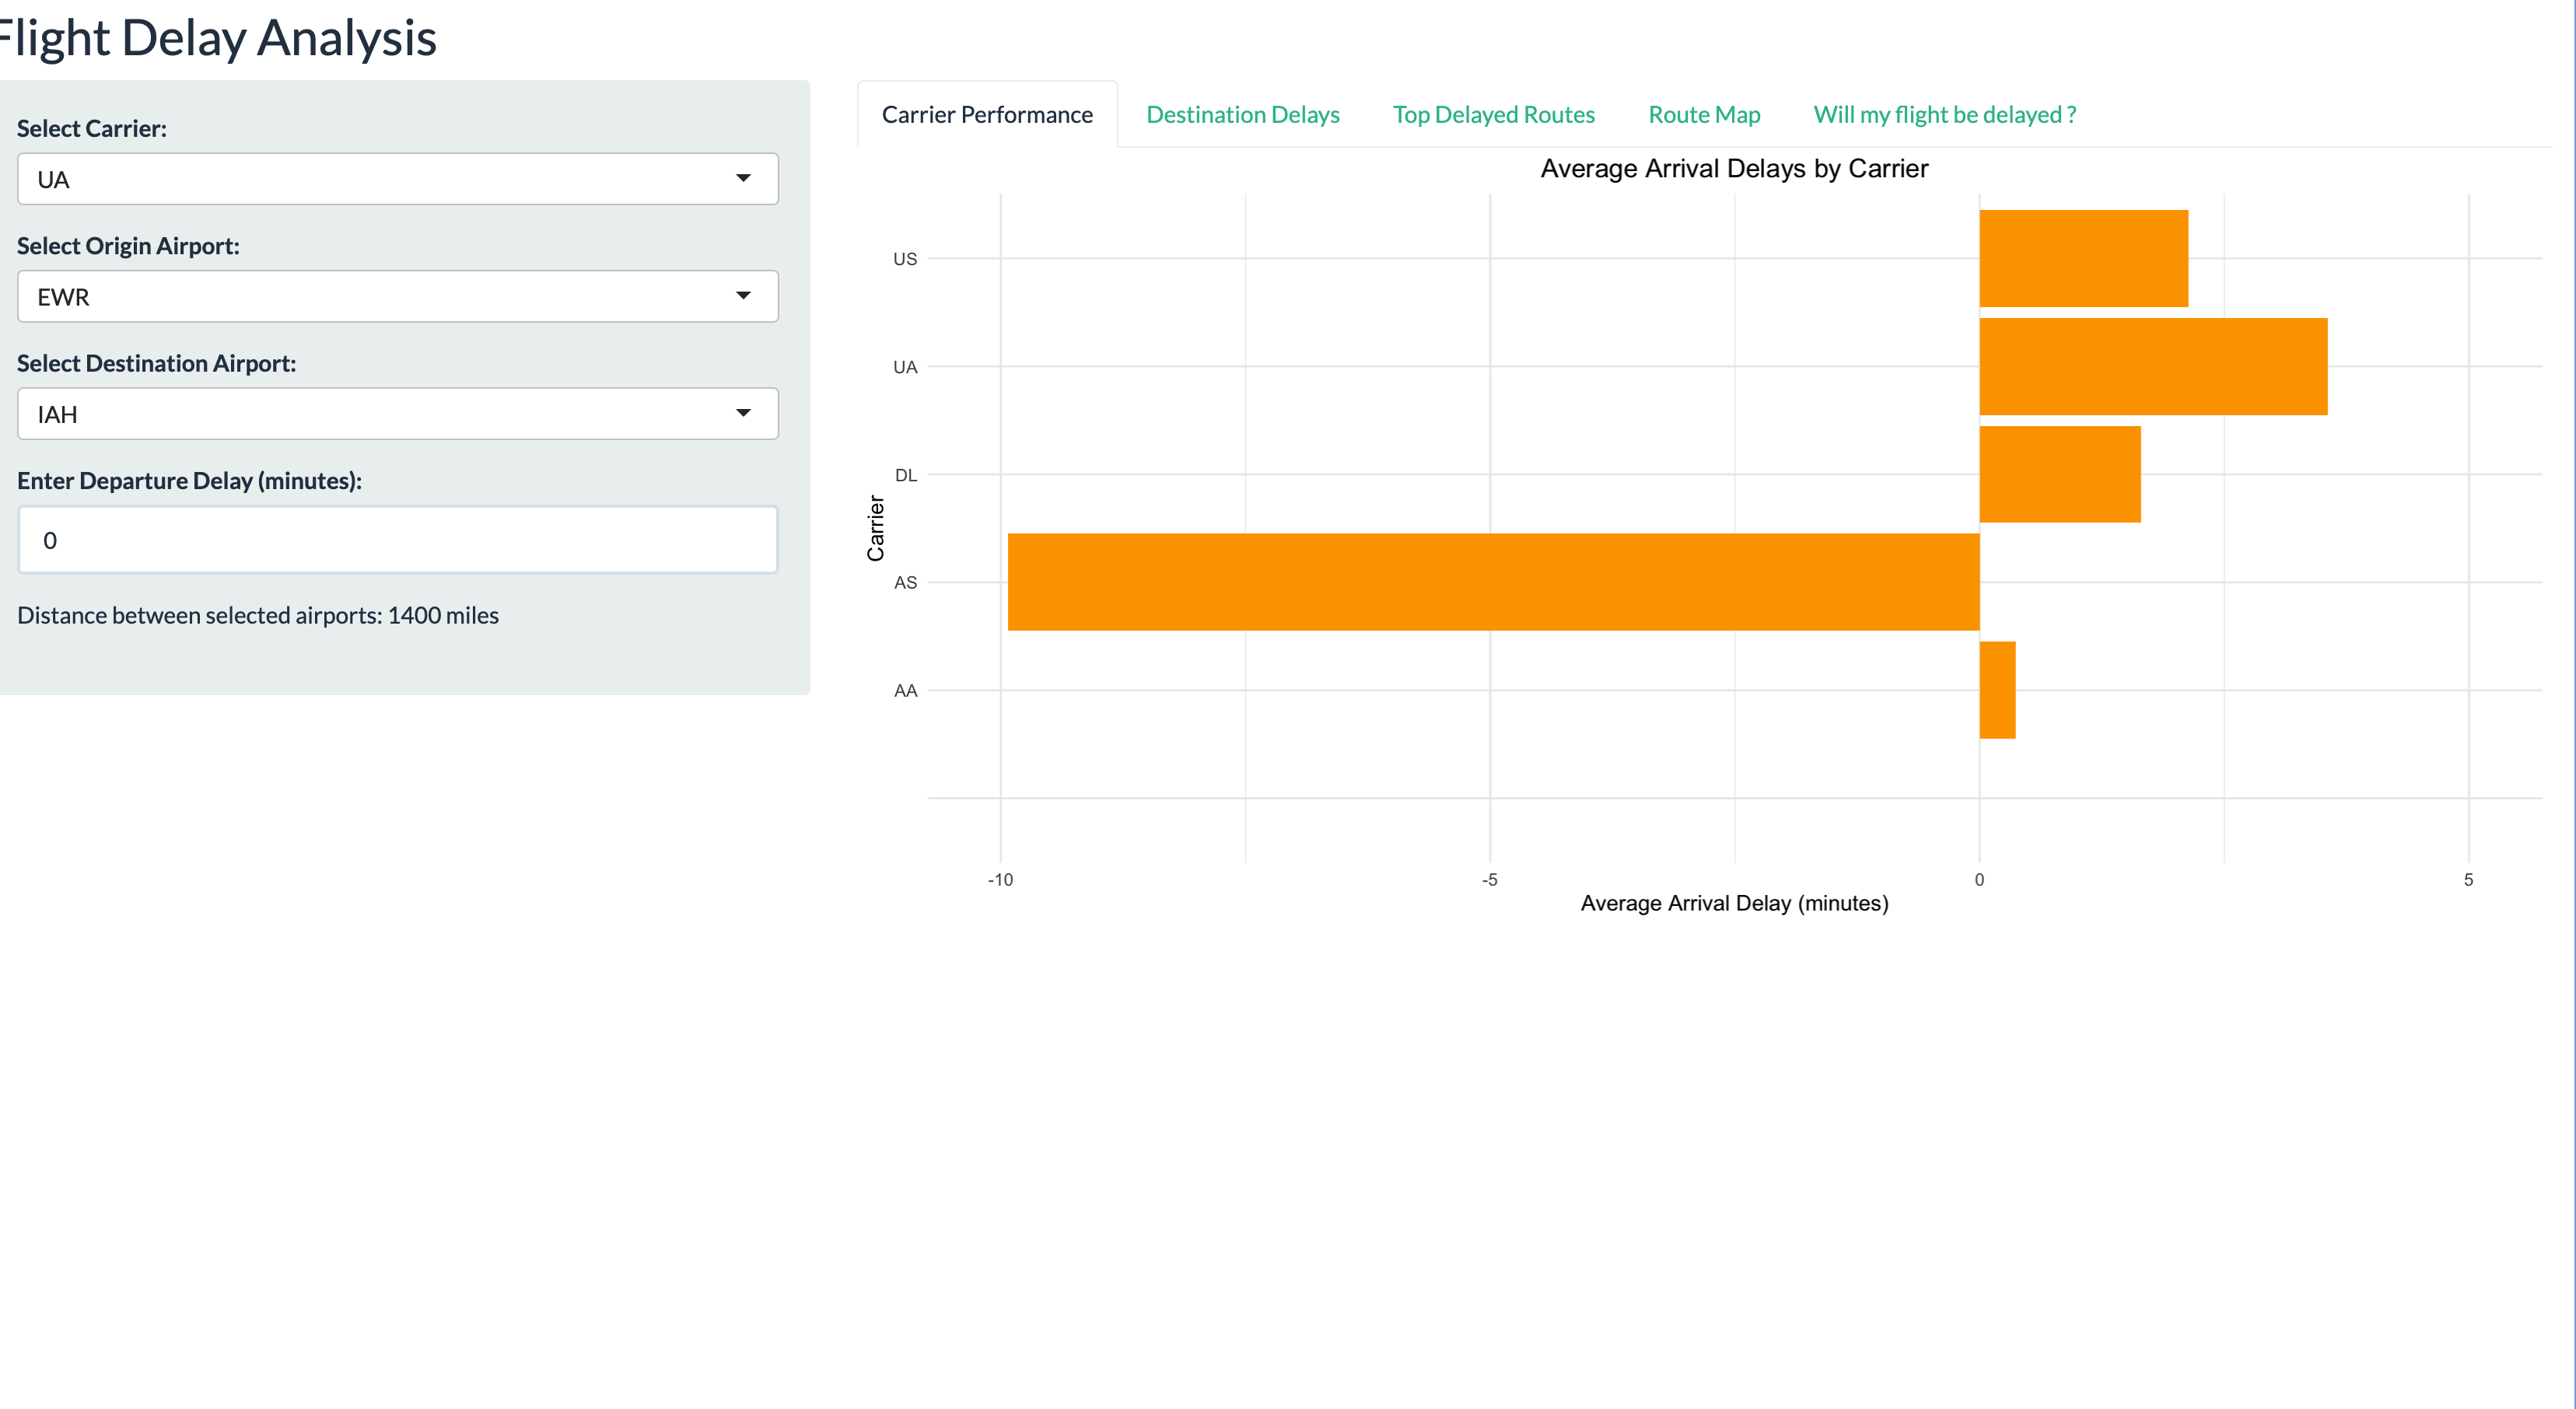 Flight Delay Analysis
Select Carrier:
UA
Select Origin Airport:
EWR
Select Destination Airport:
IAH
Enter Departure Delay (minutes):
0
Distance between selected airports: 1400 miles
Carrier Performance Destination Delays Top Delayed Routes Route Map Will my flight be delayed ?
Average Arrival Delays by Carrier
Carrier
US
UA
DL
AS
AA
-10 -5 0 5
Average Arrival Delay (minutes)